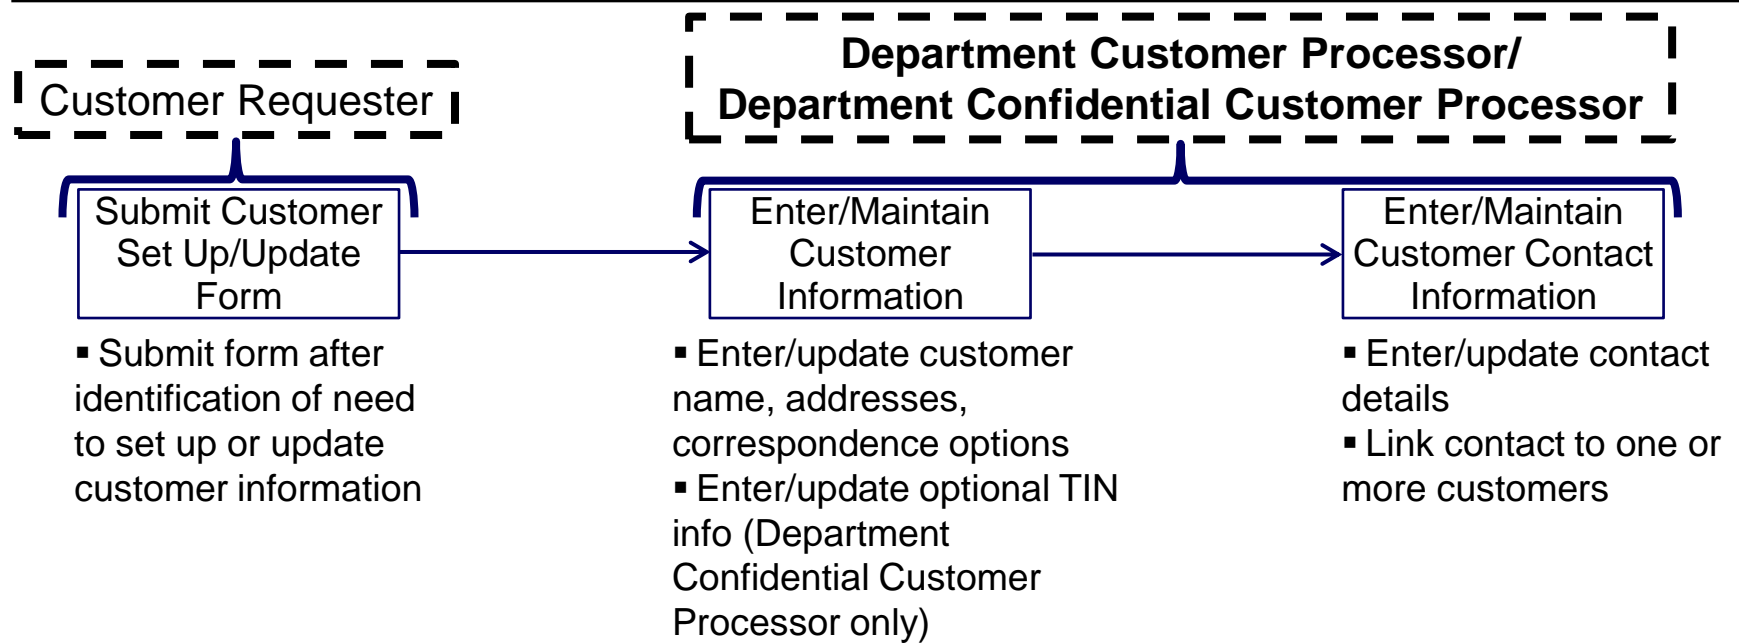 Customer Requester
Department Customer Processor/
Department Confidential Customer Processor
Submit Customer
Set Up/Update
Form
Enter/Maintain
Customer
Information
Enter/Maintain
Customer Contact
Information
▪ Submit form after
identification of need
to set up or update
customer information
▪ Enter/update customer
name, addresses,
correspondence options
▪ Enter/update optional TIN
info (Department
Confidential Customer
Processor only)
▪ Enter/update contact
details
▪ Link contact to one or
more customers